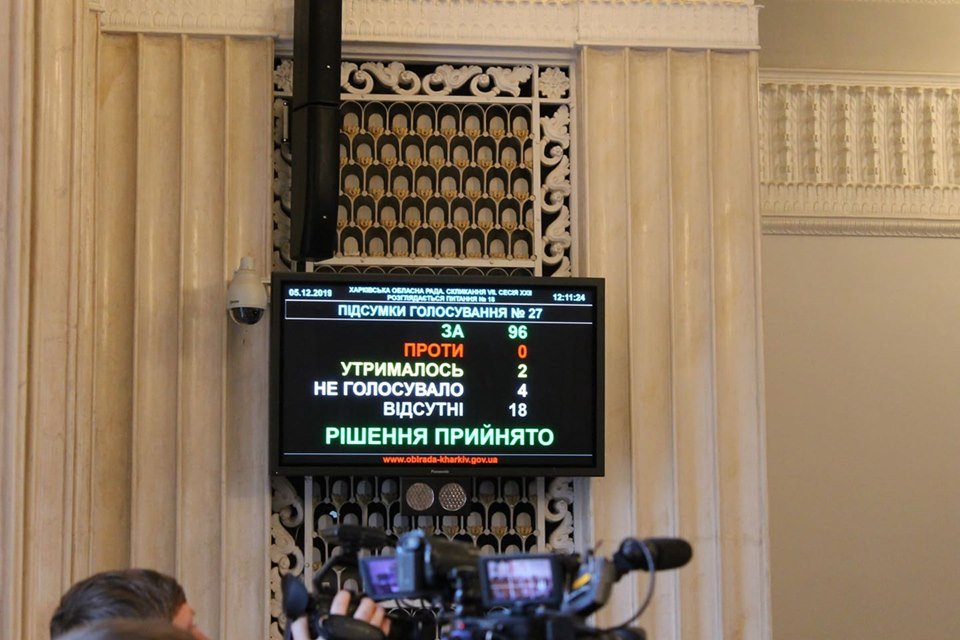 05.12.2019 ХАРКІВСЬКА ОБЛАСНА РАДА. СКЛИКАННЯ VII. СЕСІЯ XXII 12:11:24
РОЗГЛЯДАЄТЬСЯ ПИТАННЯ № 18
ПІДСУМКИ ГОЛОСУВАННЯ № 27
ЗА 96
ПРОТИ 0
УТРИМАЛОСЬ 2
НЕ ГОЛОСУВАЛО 4
ВІДСУТНІ 18
РІШЕННЯ ПРИЙНЯТО
www.oblrada-kharkiv.gov.ua
Panasonic